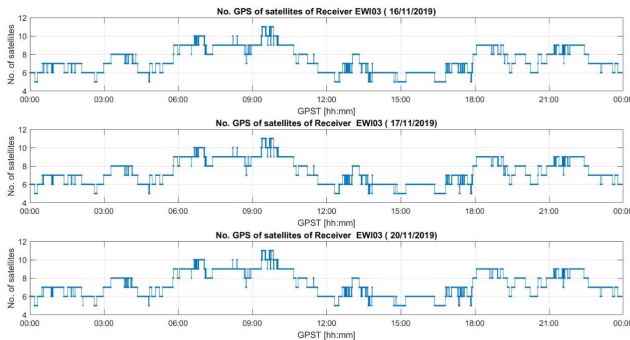 No. GPS of satellites of Receiver EWI03 ( 16/11/2019)
12
10
8
6
4
No. of satellites
00:00 03:00 06:00 09:00 12:00 15:00 18:00 21:00 00:00
GPST [hh:mm]
No. GPS of satellites of Receiver EWI03 ( 17/11/2019)
12
10
8
6
4
No. of satellites
00:00 03:00 06:00 09:00 12:00 15:00 18:00 21:00 00:00
GPST [hh:mm]
No. GPS of satellites of Receiver EWI03 ( 20/11/2019)
12
10
8
6
4
No. of satellites
00:00 03:00 06:00 09:00 12:00 15:00 18:00 21:00 00:00
GPST [hh:mm]